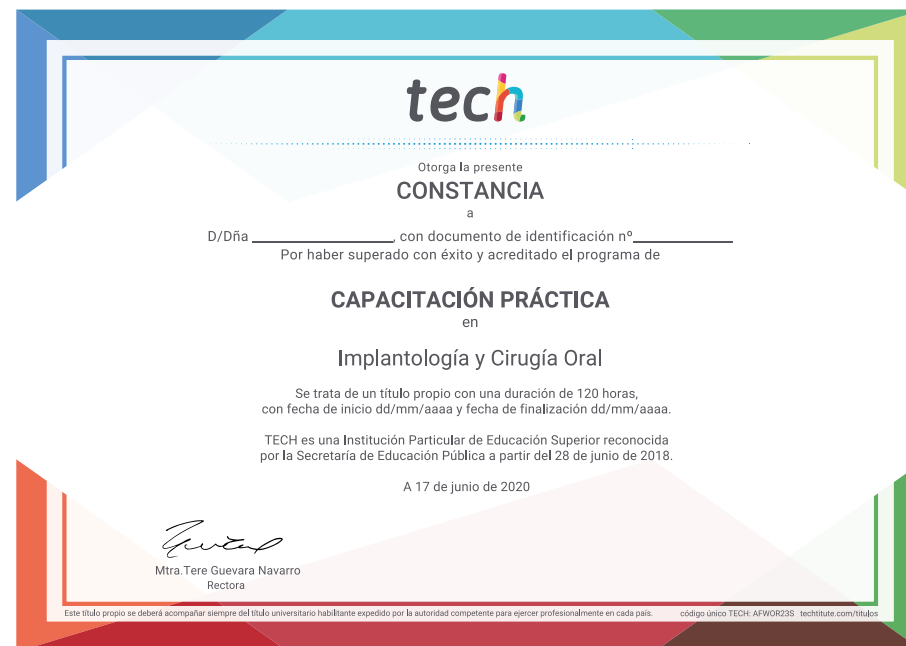 tech
Otorga la presente
CONSTANCIA
a
D/Dña ______________, con documento de identificación nº__________
Por haber superado con éxito y acreditado el programa de
CAPACITACIÓN PRÁCTICA
en
Implantología y Cirugía Oral
Se trata de un título propio con una duración de 120 horas,
con fecha de inicio dd/mm/aaaa y fecha de finalización dd/mm/aaaa.
TECH es una Institución Particular de Educación Superior reconocida
por la Secretaría de Educación Pública a partir del 28 de junio de 2018.
A 17 de junio de 2020
Mtra.Tere Guevara Navarro
Rectora
Este título propio se deberá acompañar siempre del título universitario habilitante expedido por la autoridad competente para ejercer profesionalmente en cada país. código único TECH: AFWOR23S techtitute.com/titulos